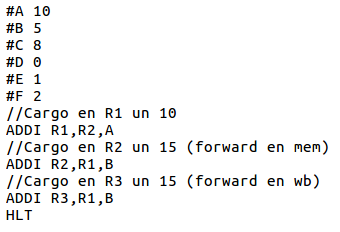 #A 10
#B 5
#C 8
#D 0
#E 1
#F 2
//Cargo en R1 un 10
ADDI R1,R2,A
//Cargo en R2 un 15 (forward en mem)
ADDI R2,R1,B
//Cargo en R3 un 15 (forward en wb)
ADDI R3,R1,B
HLT